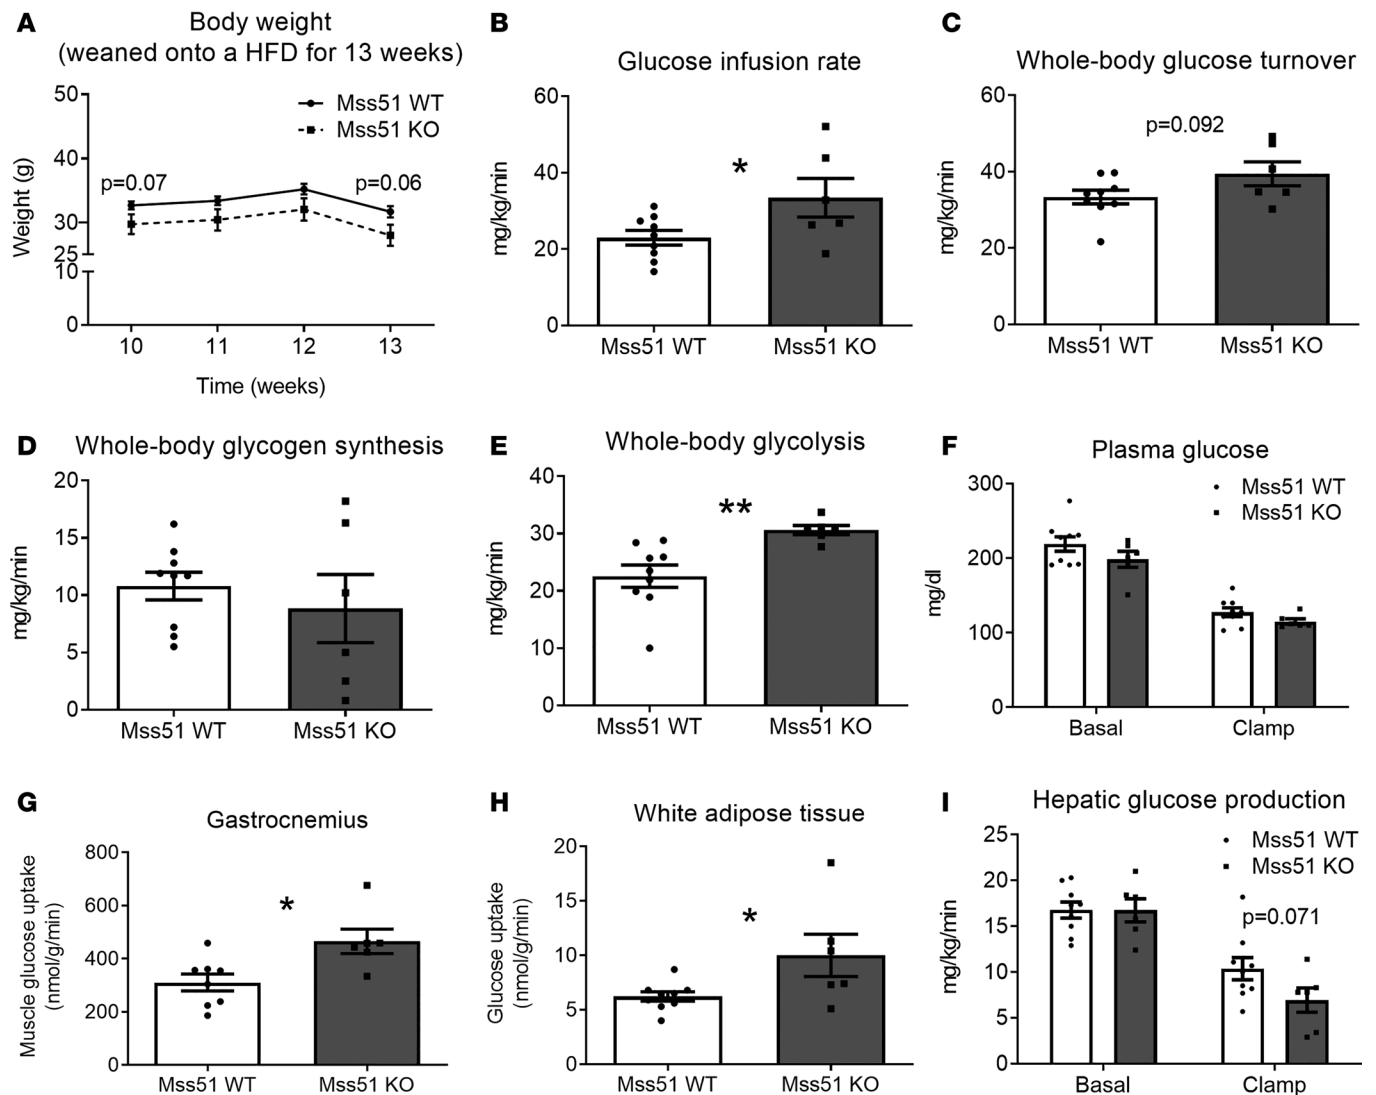 A
Body weight
(weaned onto a HFD for 13 weeks)
50
40
30
25
10
0
Weight (g)
Mss51 WT
Mss51 KO
p=0.07
p=0.06
10 11 12 13
Time (weeks)
B
Glucose infusion rate
60
40
20
0
mg/kg/min
*
Mss51 WT Mss51 KO
C
Whole-body glucose turnover
60
40
20
0
mg/kg/min
p=0.092
Mss51 WT Mss51 KO
D
Whole-body glycogen synthesis
20
15
10
5
0
mg/kg/min
Mss51 WT Mss51 KO
E
Whole-body glycolysis
40
30
20
10
0
mg/kg/min
**
Mss51 WT Mss51 KO
F
Plasma glucose
300
200
100
0
mg/dl
Mss51 WT
Mss51 KO
Basal Clamp
G
Gastrocnemius
800
600
400
200
0
Muscle glucose uptake
(nmol/g/min)
*
Mss51 WT Mss51 KO
H
White adipose tissue
20
15
10
5
0
Glucose uptake
(nmol/g/min)
*
Mss51 WT Mss51 KO
I
Hepatic glucose production
25
20
15
10
5
0
mg/kg/min
Mss51 WT
Mss51 KO
p=0.071
Basal Clamp